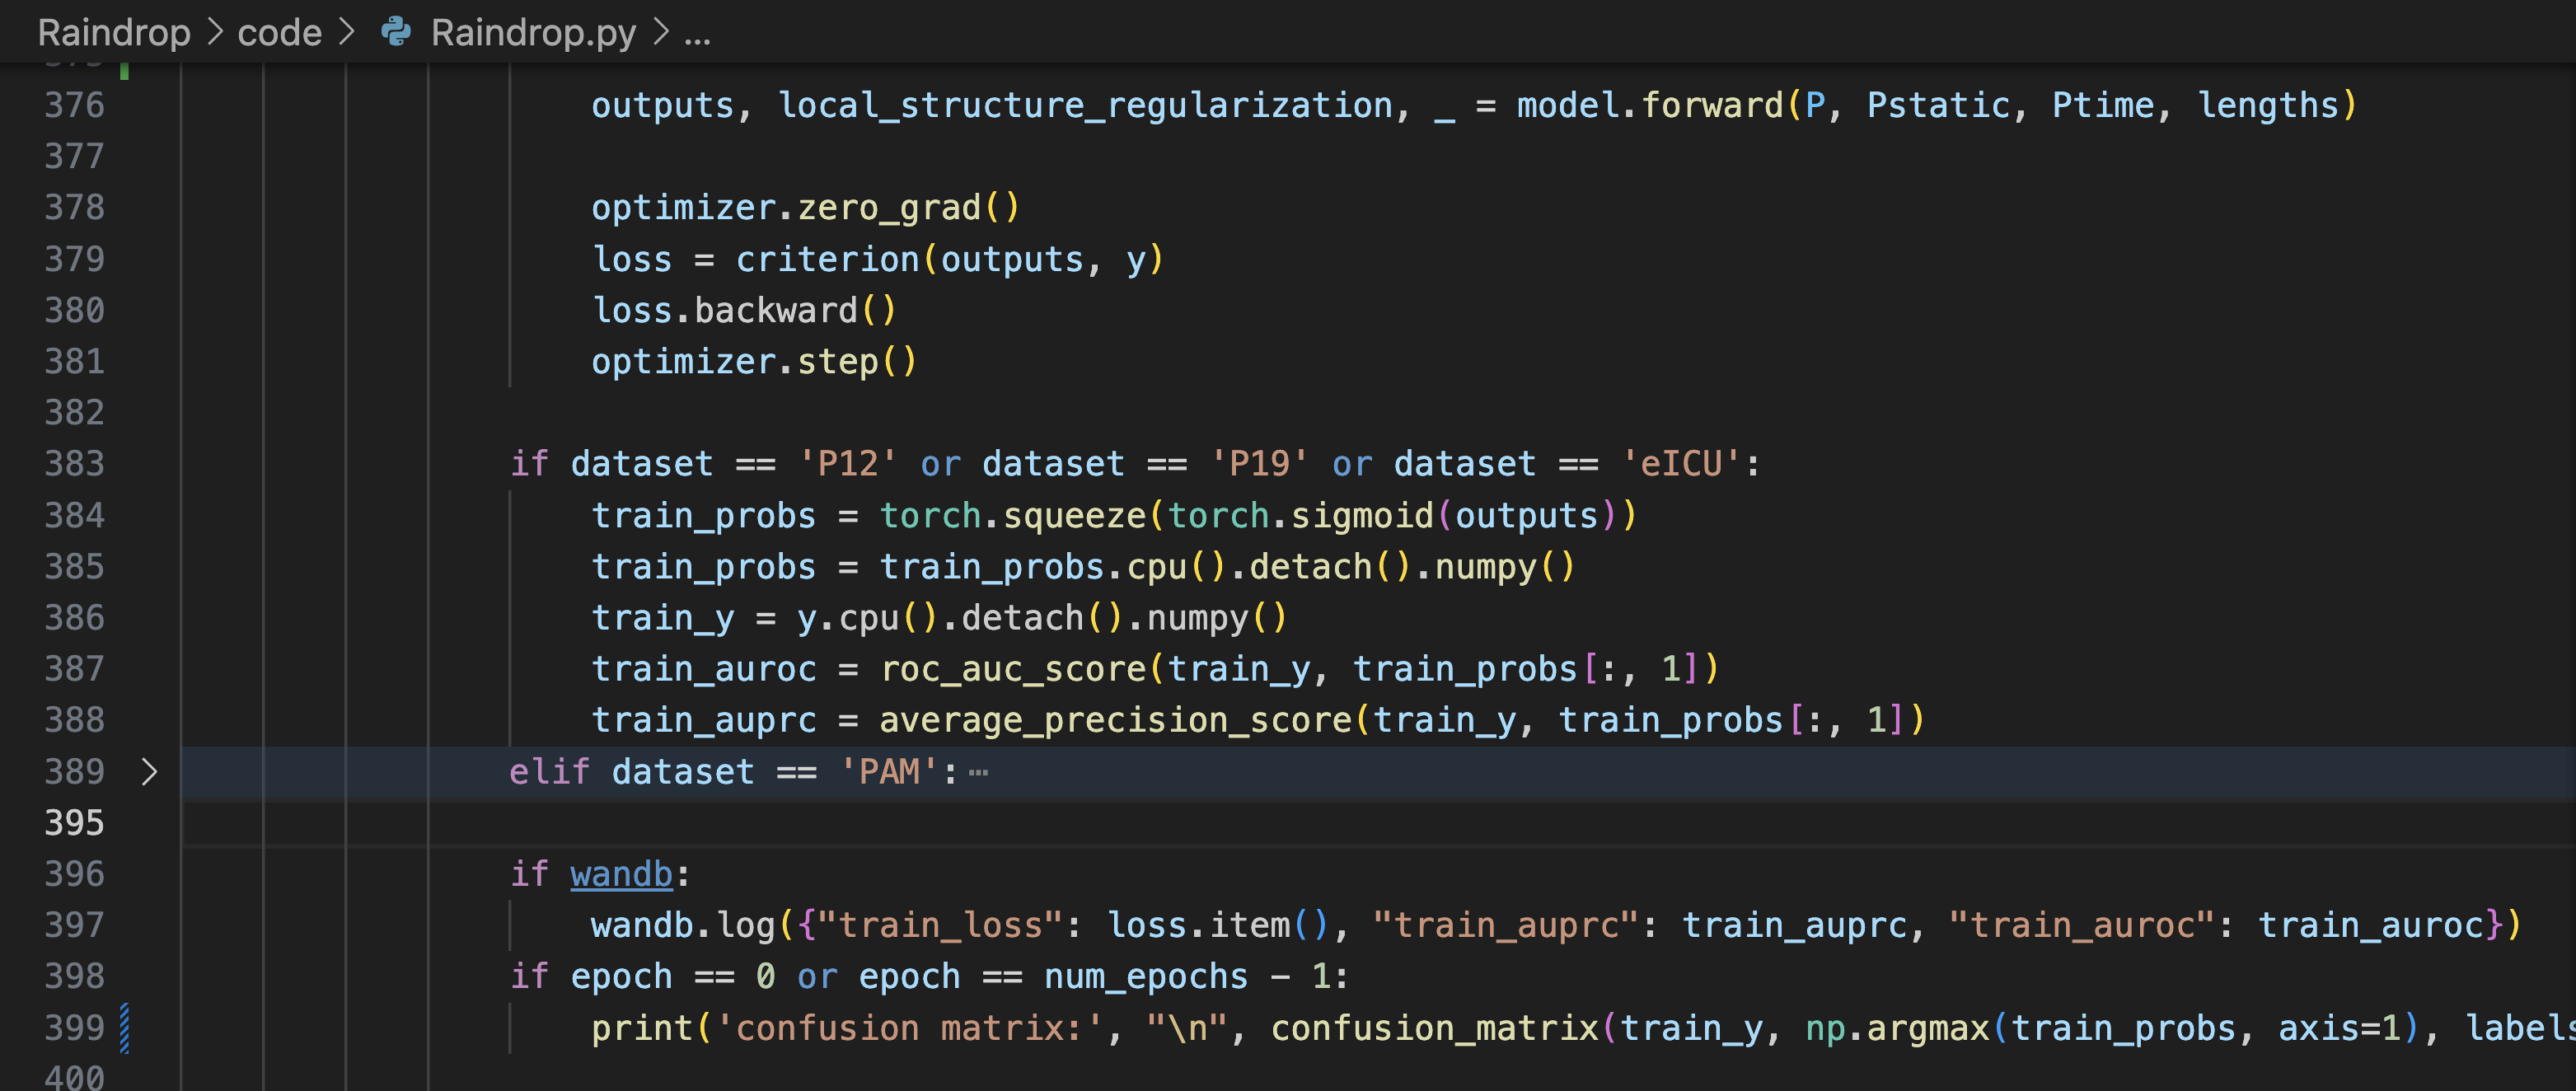 Raindrop > code > Raindrop.py > ...
376 outputs, local_structure_regularization, _ = model.forward(P, Pstatic, Ptime, lengths)
377
378 optimizer.zero_grad()
379 loss = criterion(outputs, y)
380 loss.backward()
381 optimizer.step()
382
383 if dataset == 'P12' or dataset == 'P19' or dataset == 'eICU':
384 train_probs = torch.squeeze(torch.sigmoid(outputs))
385 train_probs = train_probs.cpu().detach().numpy()
386 train_y = y.cpu().detach().numpy()
387 train_auroc = roc_auc_score(train_y, train_probs[:, 1])
388 train_auprc = average_precision_score(train_y, train_probs[:, 1])
389 > elif dataset == 'PAM': ⋯
395
396 if wandb:
397 wandb.log({"train_loss": loss.item(), "train_auprc": train_auprc, "train_auroc": train_auroc})
398 if epoch == 0 or epoch == num_epochs - 1:
399 print('confusion matrix:', "\n", confusion_matrix(train_y, np.argmax(train_probs, axis=1), labels
400